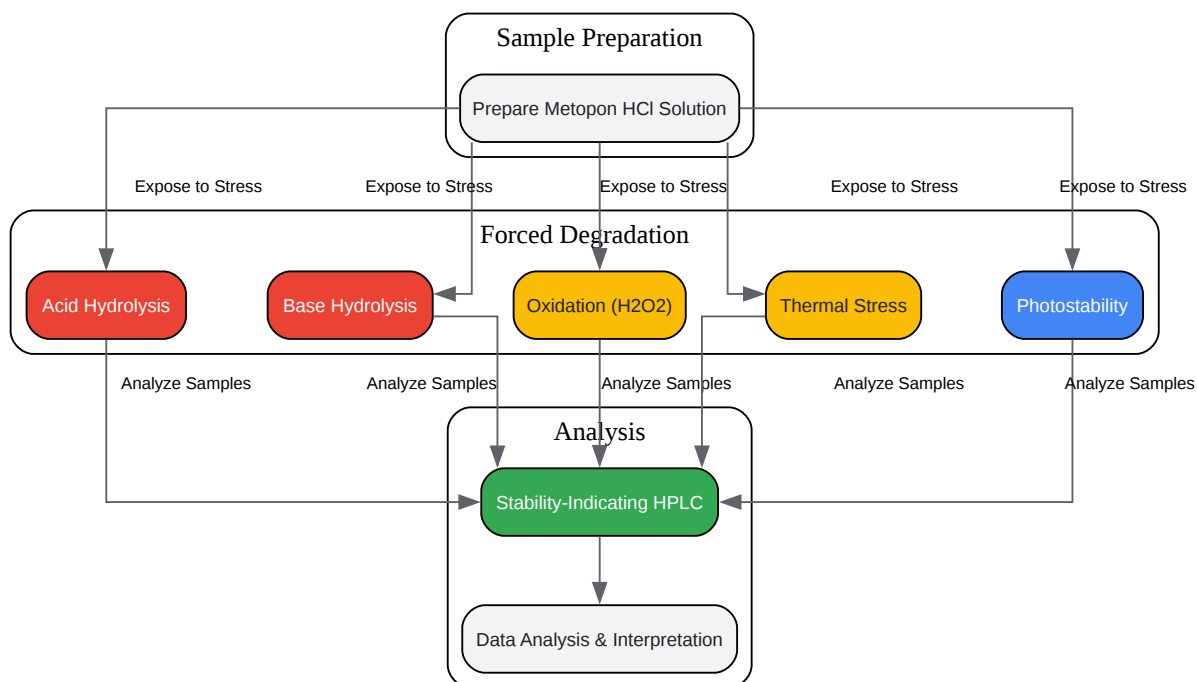 Sample Preparation
Prepare Metopon HCl Solution
Expose to Stress
Expose to Stress
Expose to Stress
Expose to Stress
Expose to Stress
Forced Degradation
Acid Hydrolysis
Base Hydrolysis
Oxidation (H2O2)
Thermal Stress
Photostability
Analyze Samples
Analyze Samples
Analyze Samples
Analyze Samples
Analyze Samples
Analysis
Stability-Indicating HPLC
Data Analysis & Interpretation